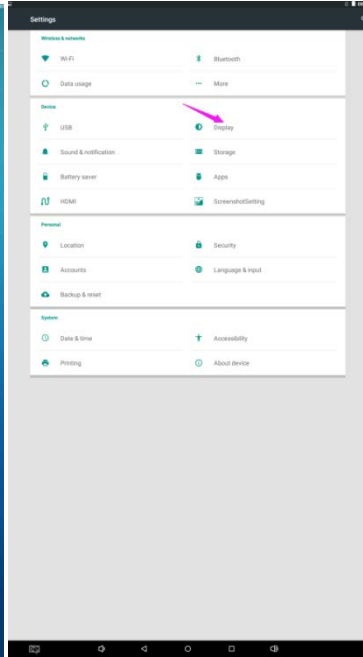 Settings
Wireless & networks
Wi-Fi
Bluetooth
Data usage
More
Device
USB
Display
Sound & notification
Storage
Battery saver
Apps
HDMI
ScreenshotSetting
Personal
Location
Security
Accounts
Language & input
Backup & reset
System
Date & time
Accessibility
Printing
About device